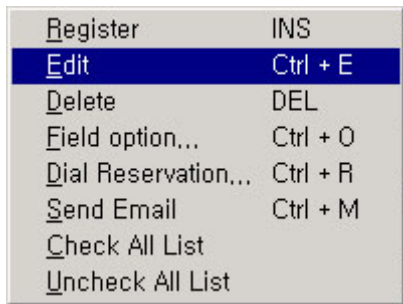 Register INS
Edit Ctrl + E
Delete DEL
Field option,,, Ctrl + O
Dial Reservation,,, Ctrl + R
Send Email Ctrl + M
Check All List
Uncheck All List